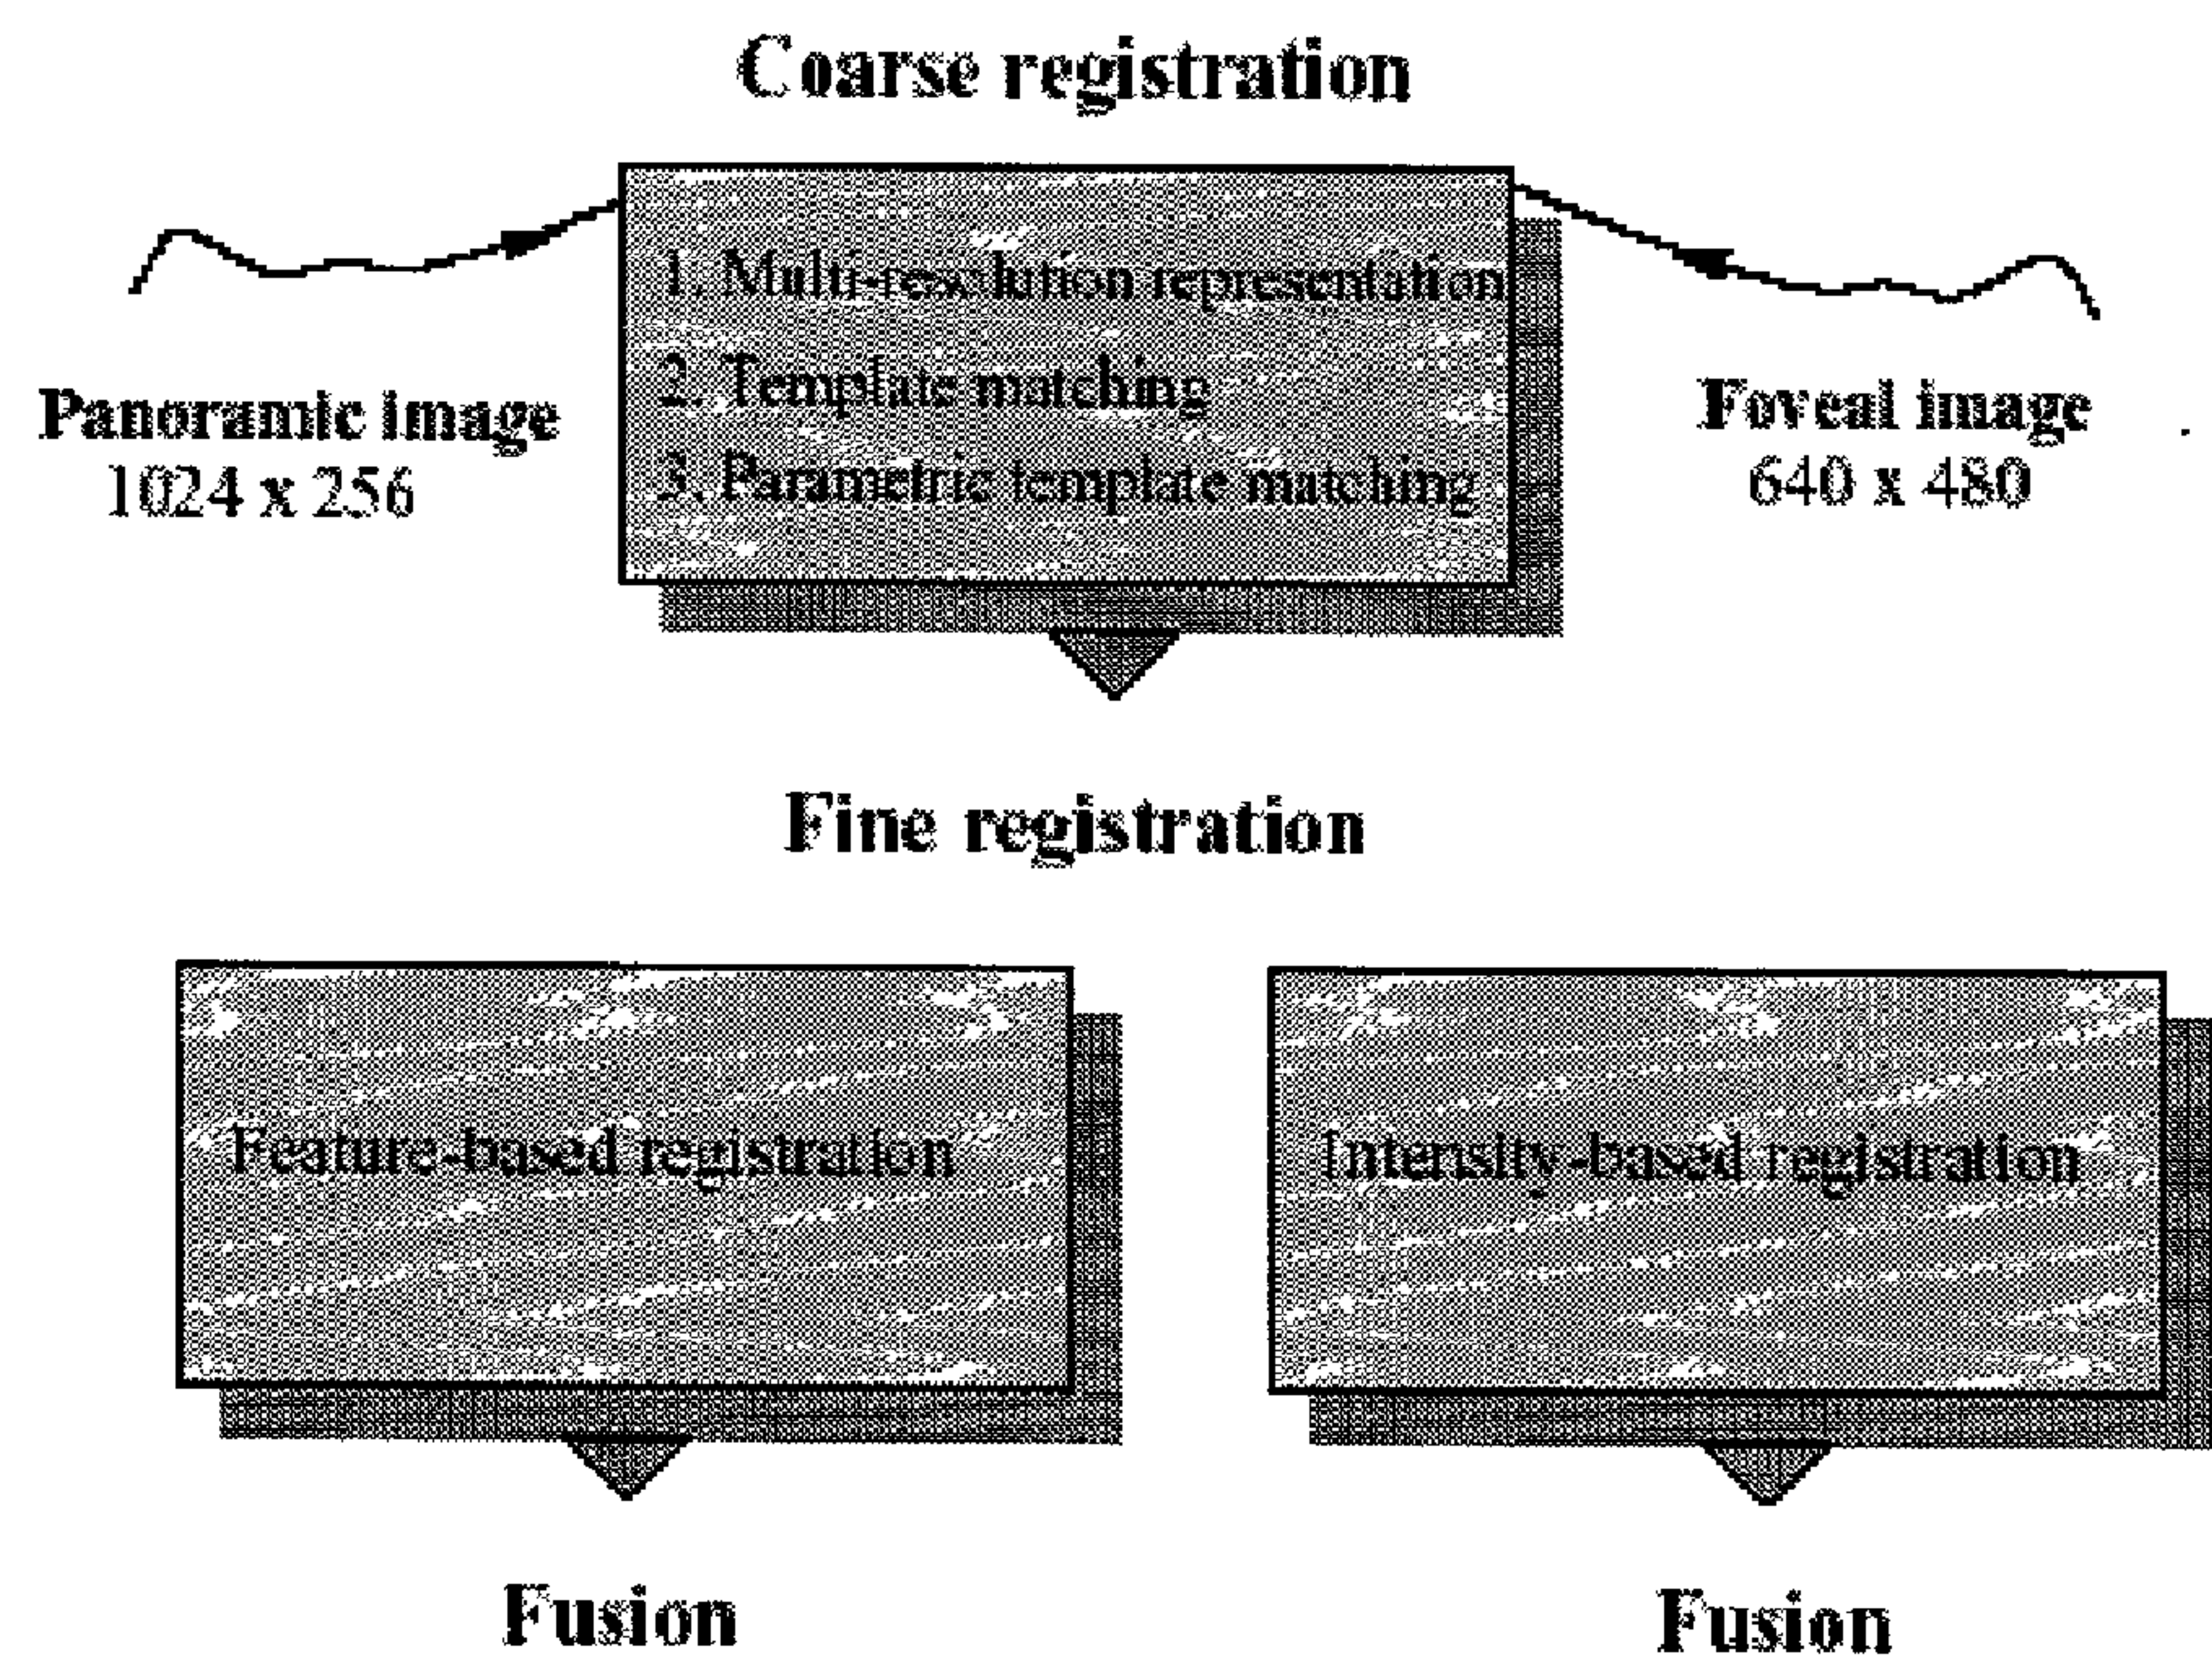 Coarse registration
1. Multi-resolution representation
2. Template matching
3. Parametric template matching
Panoramic image
1024 x 256
Foveal image
640 x 480
Fine registration
Feature-based registration
Intensity-based registration
Fusion
Fusion